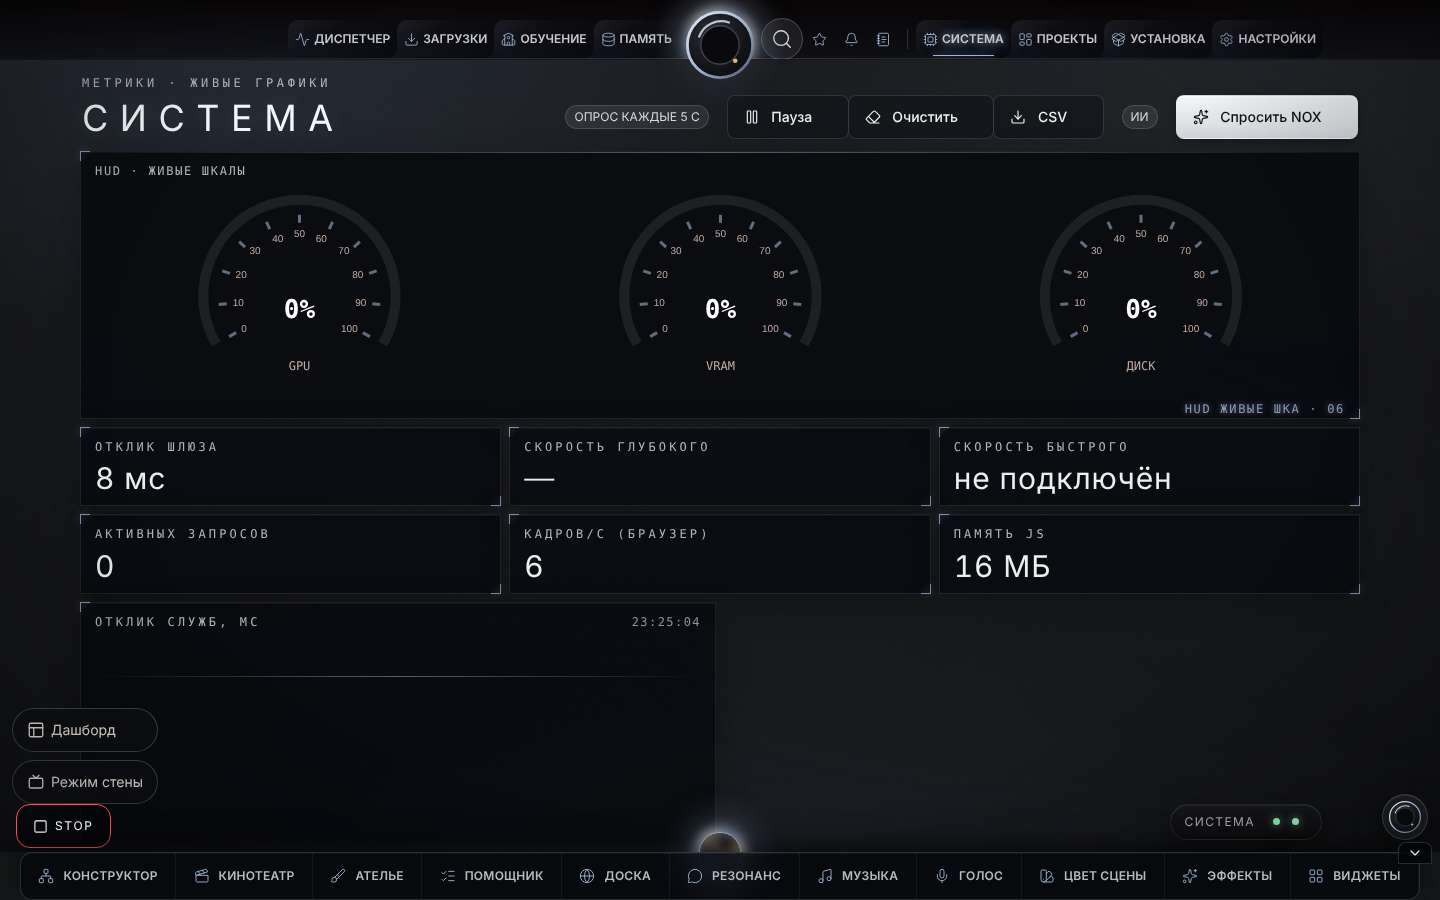 ДИСПЕТЧЕР ЗАГРУЗКИ ОБУЧЕНИЕ ПАМЯТЬ СИСТЕМА ПРОЕКТЫ УСТАНОВКА НАСТРОЙКИ
МЕТРИКИ · ЖИВЫЕ ГРАФИКИ
СИСТЕМА
ОПРОС КАЖДЫЕ 5 С Пауза Очистить CSV ИИ Спросить NOX
HUD · ЖИВЫЕ ШКАЛЫ
0 10 20 30 40 50 60 70 80 90 100
0%
GPU
0 10 20 30 40 50 60 70 80 90 100
0%
VRAM
0 10 20 30 40 50 60 70 80 90 100
0%
ДИСК
HUD ЖИВЫЕ ШКА · 06
ОТКЛИК ШЛЮЗА
8 мс
СКОРОСТЬ ГЛУБОКОГО
—
СКОРОСТЬ БЫСТРОГО
не подключён
АКТИВНЫХ ЗАПРОСОВ
0
КАДРОВ/С (БРАУЗЕР)
6
ПАМЯТЬ JS
16 МБ
ОТКЛИК СЛУЖБ, МС 23:25:04
Дашборд
Режим стены
STOP
СИСТЕМА
КОНСТРУКТОР КИНОТЕАТР АТЕЛЬЕ ПОМОЩНИК ДОСКА РЕЗОНАНС МУЗЫКА ГОЛОС ЦВЕТ СЦЕНЫ ЭФФЕКТЫ ВИДЖЕТЫ